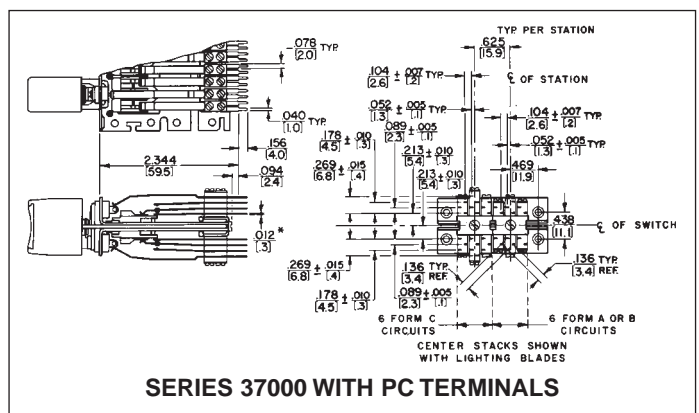 TYP. PER STATION
.625
[15.9]
-.078 TYP.
[2.0]
.104 ± .007 TYP.
[2.6] [.2]
℄ OF STATION
.052 ± .005 TYP.
[1.3] [.1]
.104 ± .007 TYP.
[2.6] [.2]
.040 TYP.
[1.0]
.156
[4.0]
.178 ± .010
[4.5] [.3]
.089 ± .005
[2.3] [.1]
.052 ± .005 TYP.
[1.3] [.1]
2.344
[59.5]
.094
[2.4]
.269 ± .015
[6.8] [.4]
.213 ± .010
[5.4] [.3]
.213 ± .010
[5.4] [.3]
.469
[11.9]
.438
[11.1]
℄ OF SWITCH
.012 *
[.3]
.269 ± .015
[6.8] [.4]
.136 TYP.
[3.4] REF.
.136 TYP.
[3.4] REF.
.178 ± .010
[4.5] [.3]
.089 ± .005
[2.3] [.1]
6 FORM C
CIRCUITS
6 FORM A OR B
CIRCUITS
CENTER STACKS SHOWN
WITH LIGHTING BLADES
SERIES 37000 WITH PC TERMINALS